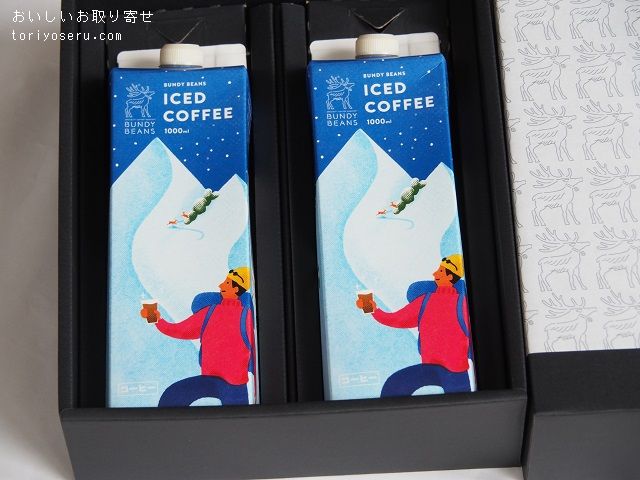 おいしいお取り寄せ
toriyoseru.com
BUNDY BEANS
ICED
COFFEE
1000ml
BUNDY
BEANS
コーヒー
BUNDY BEANS
ICED
COFFEE
1000ml
BUNDY
BEANS
コーヒー